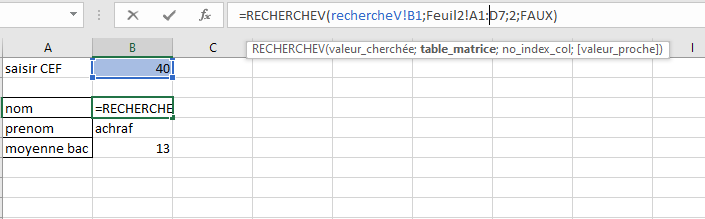 =RECHERCHEV(rechercheV!B1;Feuil2!A1:D7;2;FAUX)
RECHERCHEV(valeur_cherchée; table_matrice; no_index_col; [valeur_proche])
A B C D E F G H I
saisir CEF 40
nom =RECHERCHE
prenom achraf
moyenne bac 13